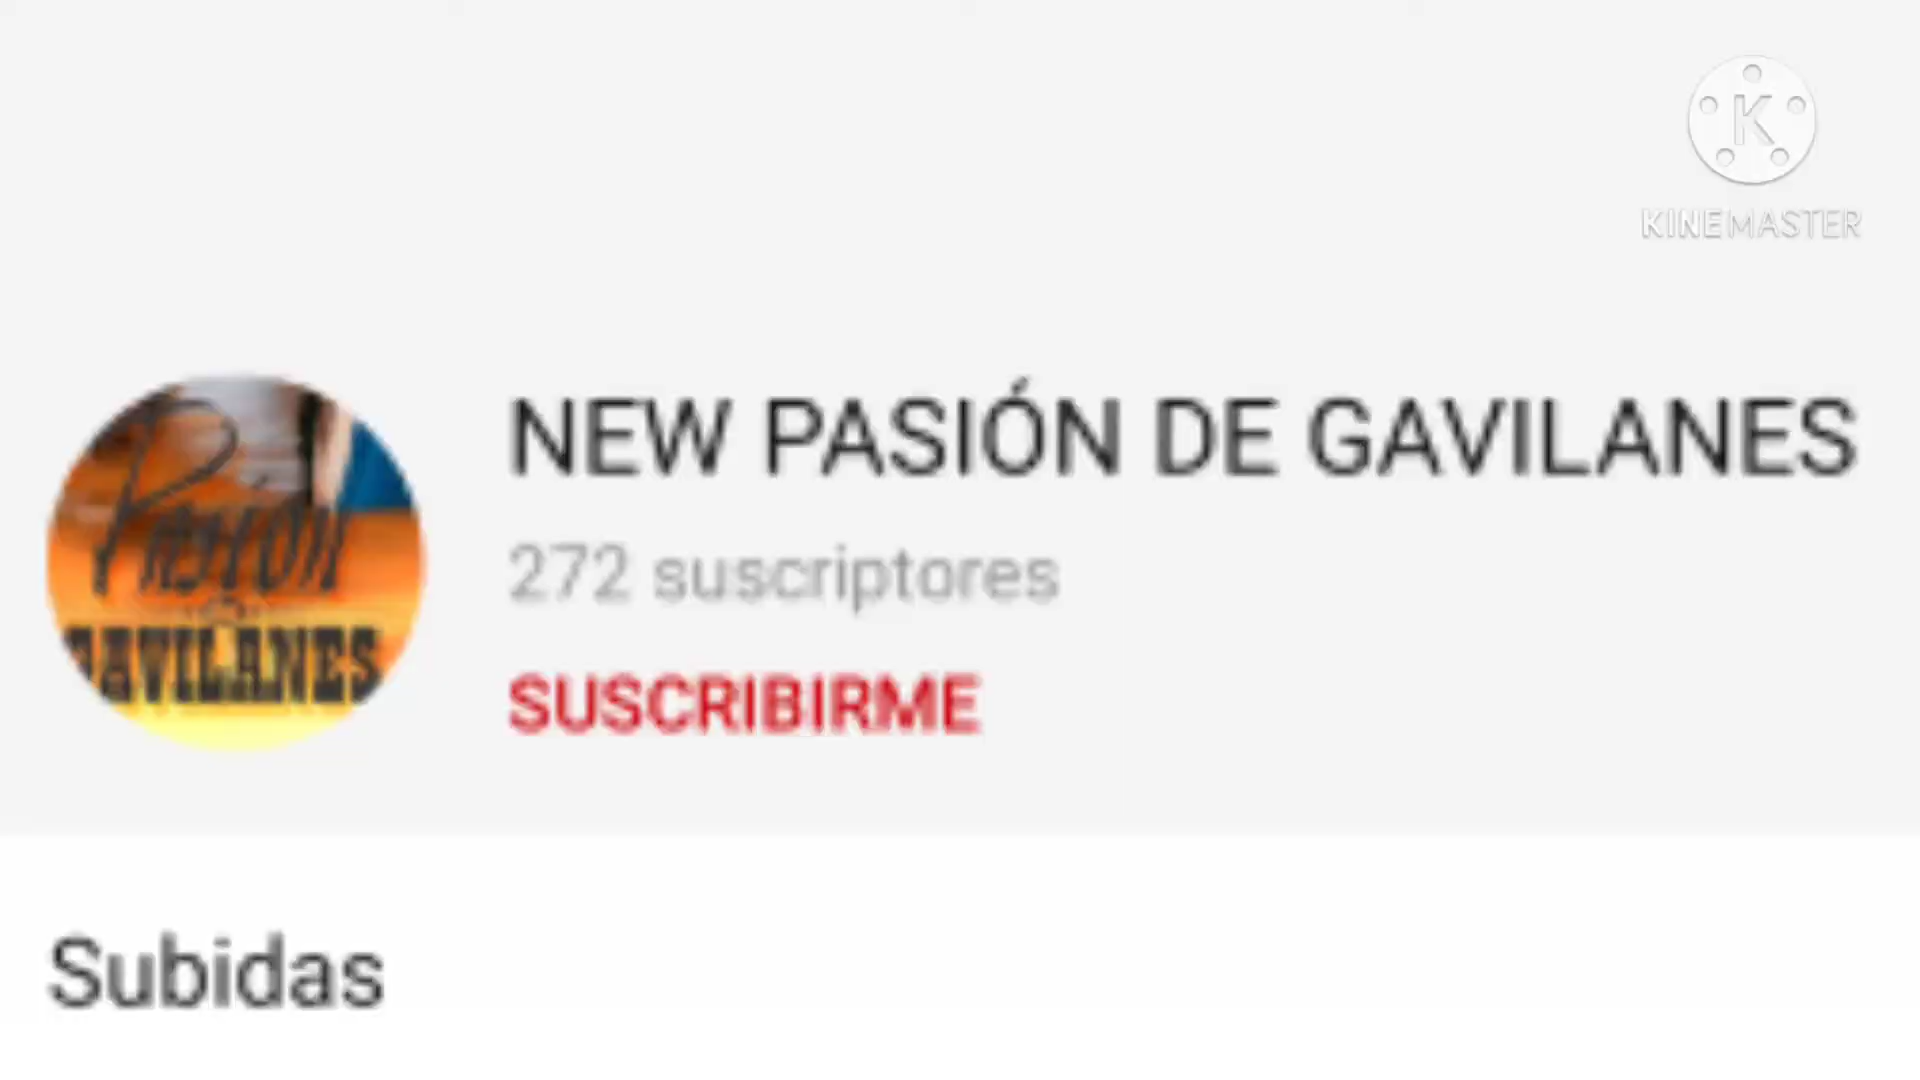 K
KINEMASTER
NEW PASIÓN DE GAVILANES
272 suscriptores
SUSCRIBIRME
Pasión
GAVILANES
Subidas